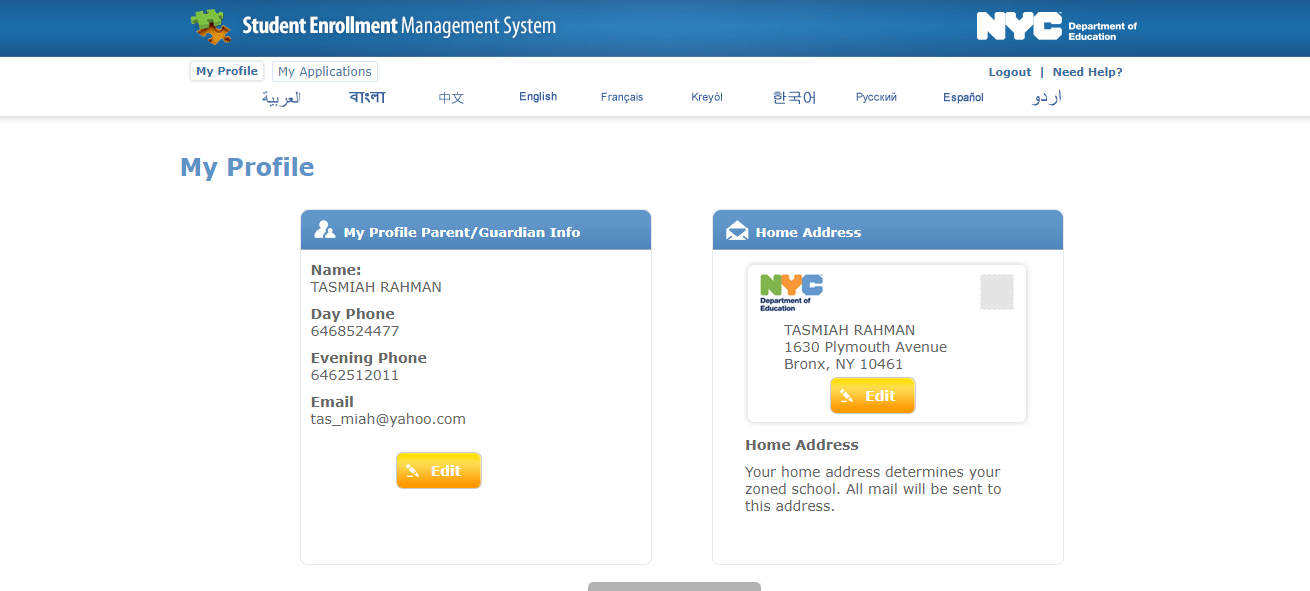 Student Enrollment Management System
NYC Department of Education
My Profile
My Applications
Logout | Need Help?
العربية
বাংলা
中文
English
Français
Kreyòl
한국어
Русский
Español
اردو
My Profile
My Profile Parent/Guardian Info
Name:
TASMIAH RAHMAN
Day Phone
6468524477
Evening Phone
6462512011
Email
tas_miah@yahoo.com
Edit
Home Address
NYC
Department of
Education
TASMIAH RAHMAN
1630 Plymouth Avenue
Bronx, NY 10461
Edit
Home Address
Your home address determines your
zoned school. All mail will be sent to
this address.